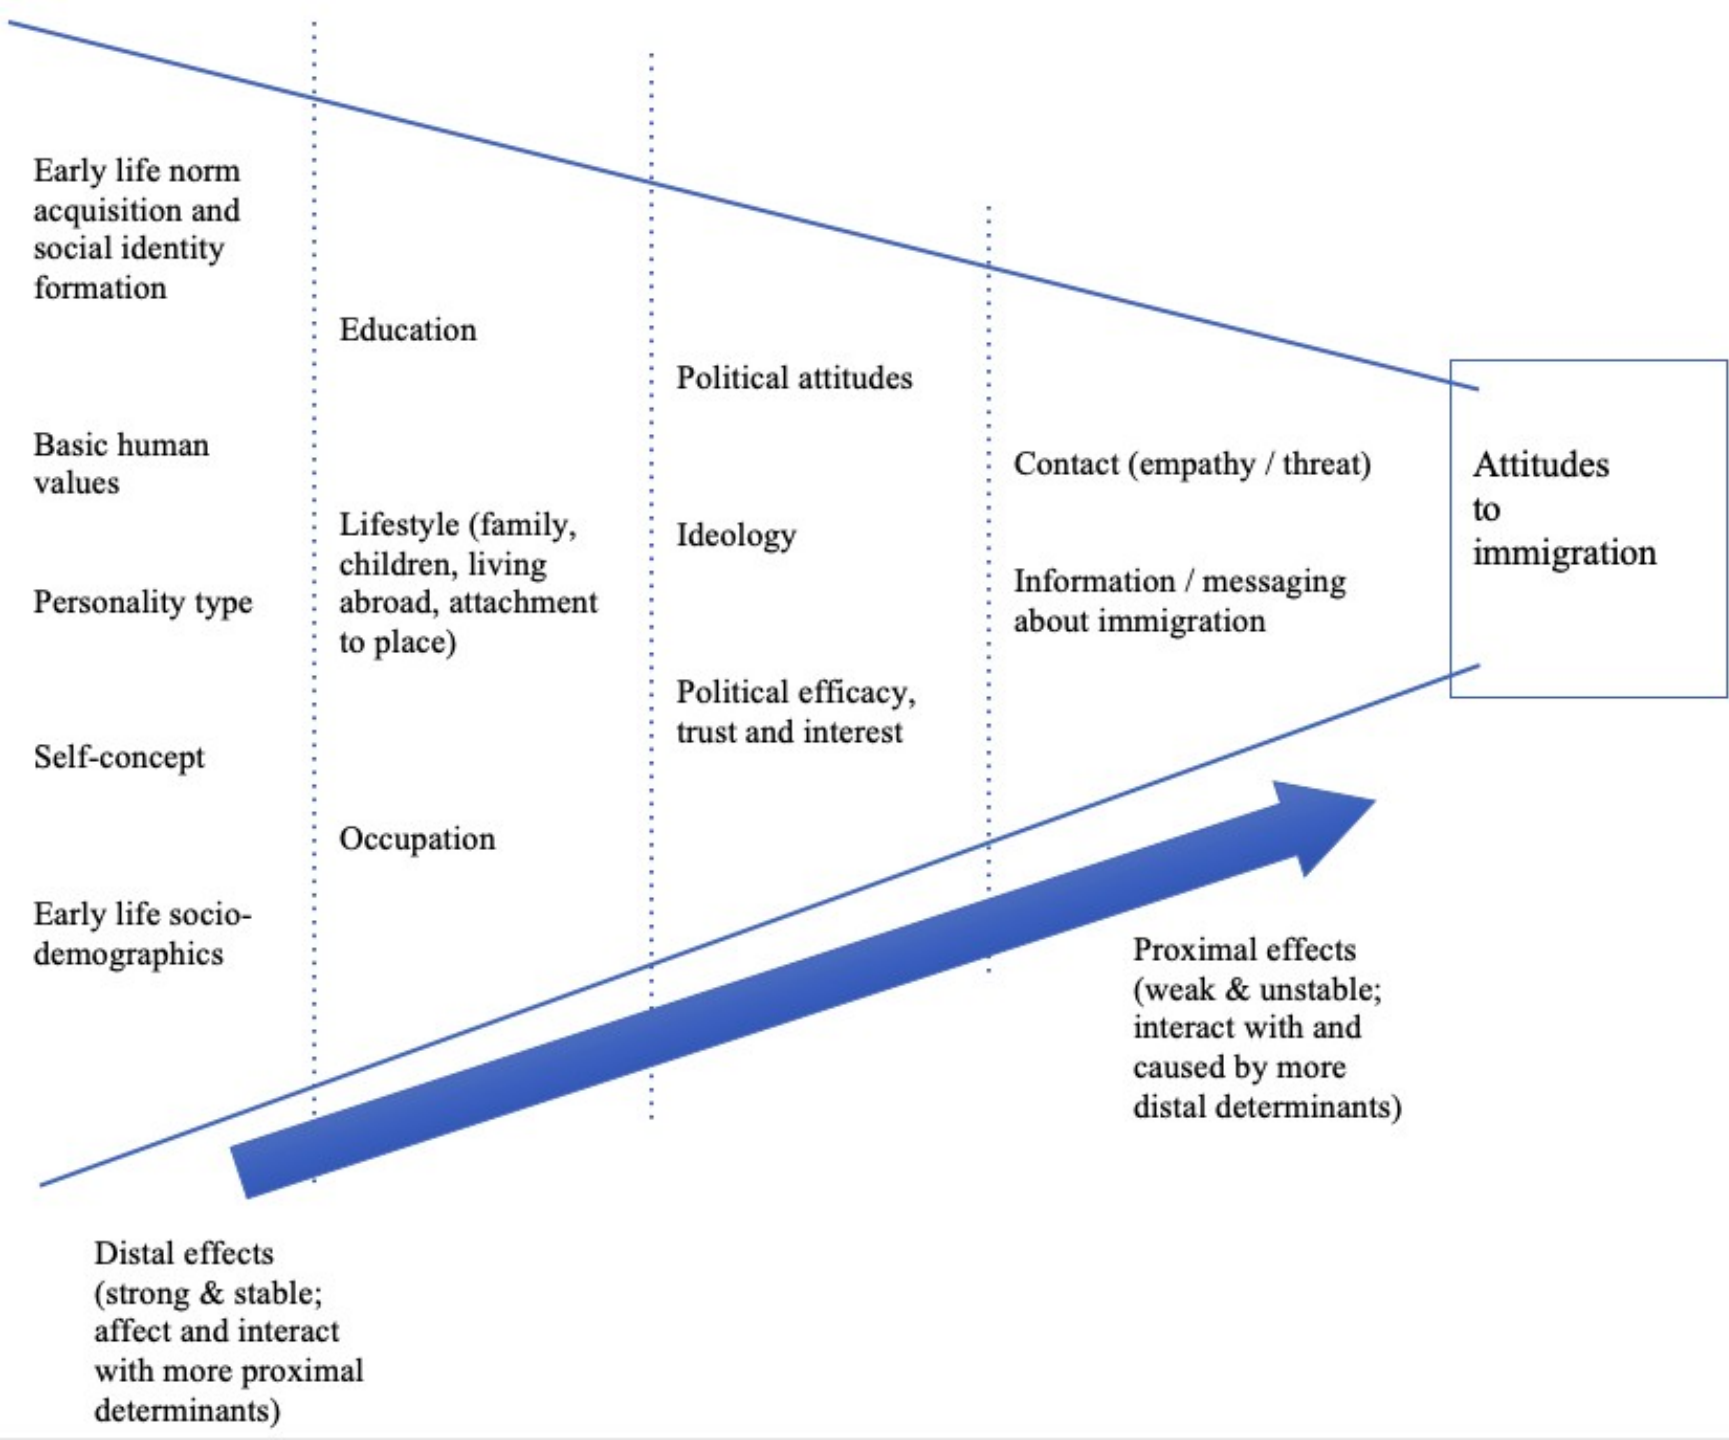 Early life norm
acquisition and
social identity
formation
Basic human
values
Personality type
Self-concept
Early life socio-
demographics
Education
Lifestyle (family,
children, living
abroad, attachment
to place)
Occupation
Political attitudes
Ideology
Political efficacy,
trust and interest
Contact (empathy / threat)
Information / messaging
about immigration
Attitudes
to
immigration
Proximal effects
(weak & unstable;
interact with and
caused by more
distal determinants)
Distal effects
(strong & stable;
affect and interact
with more proximal
determinants)